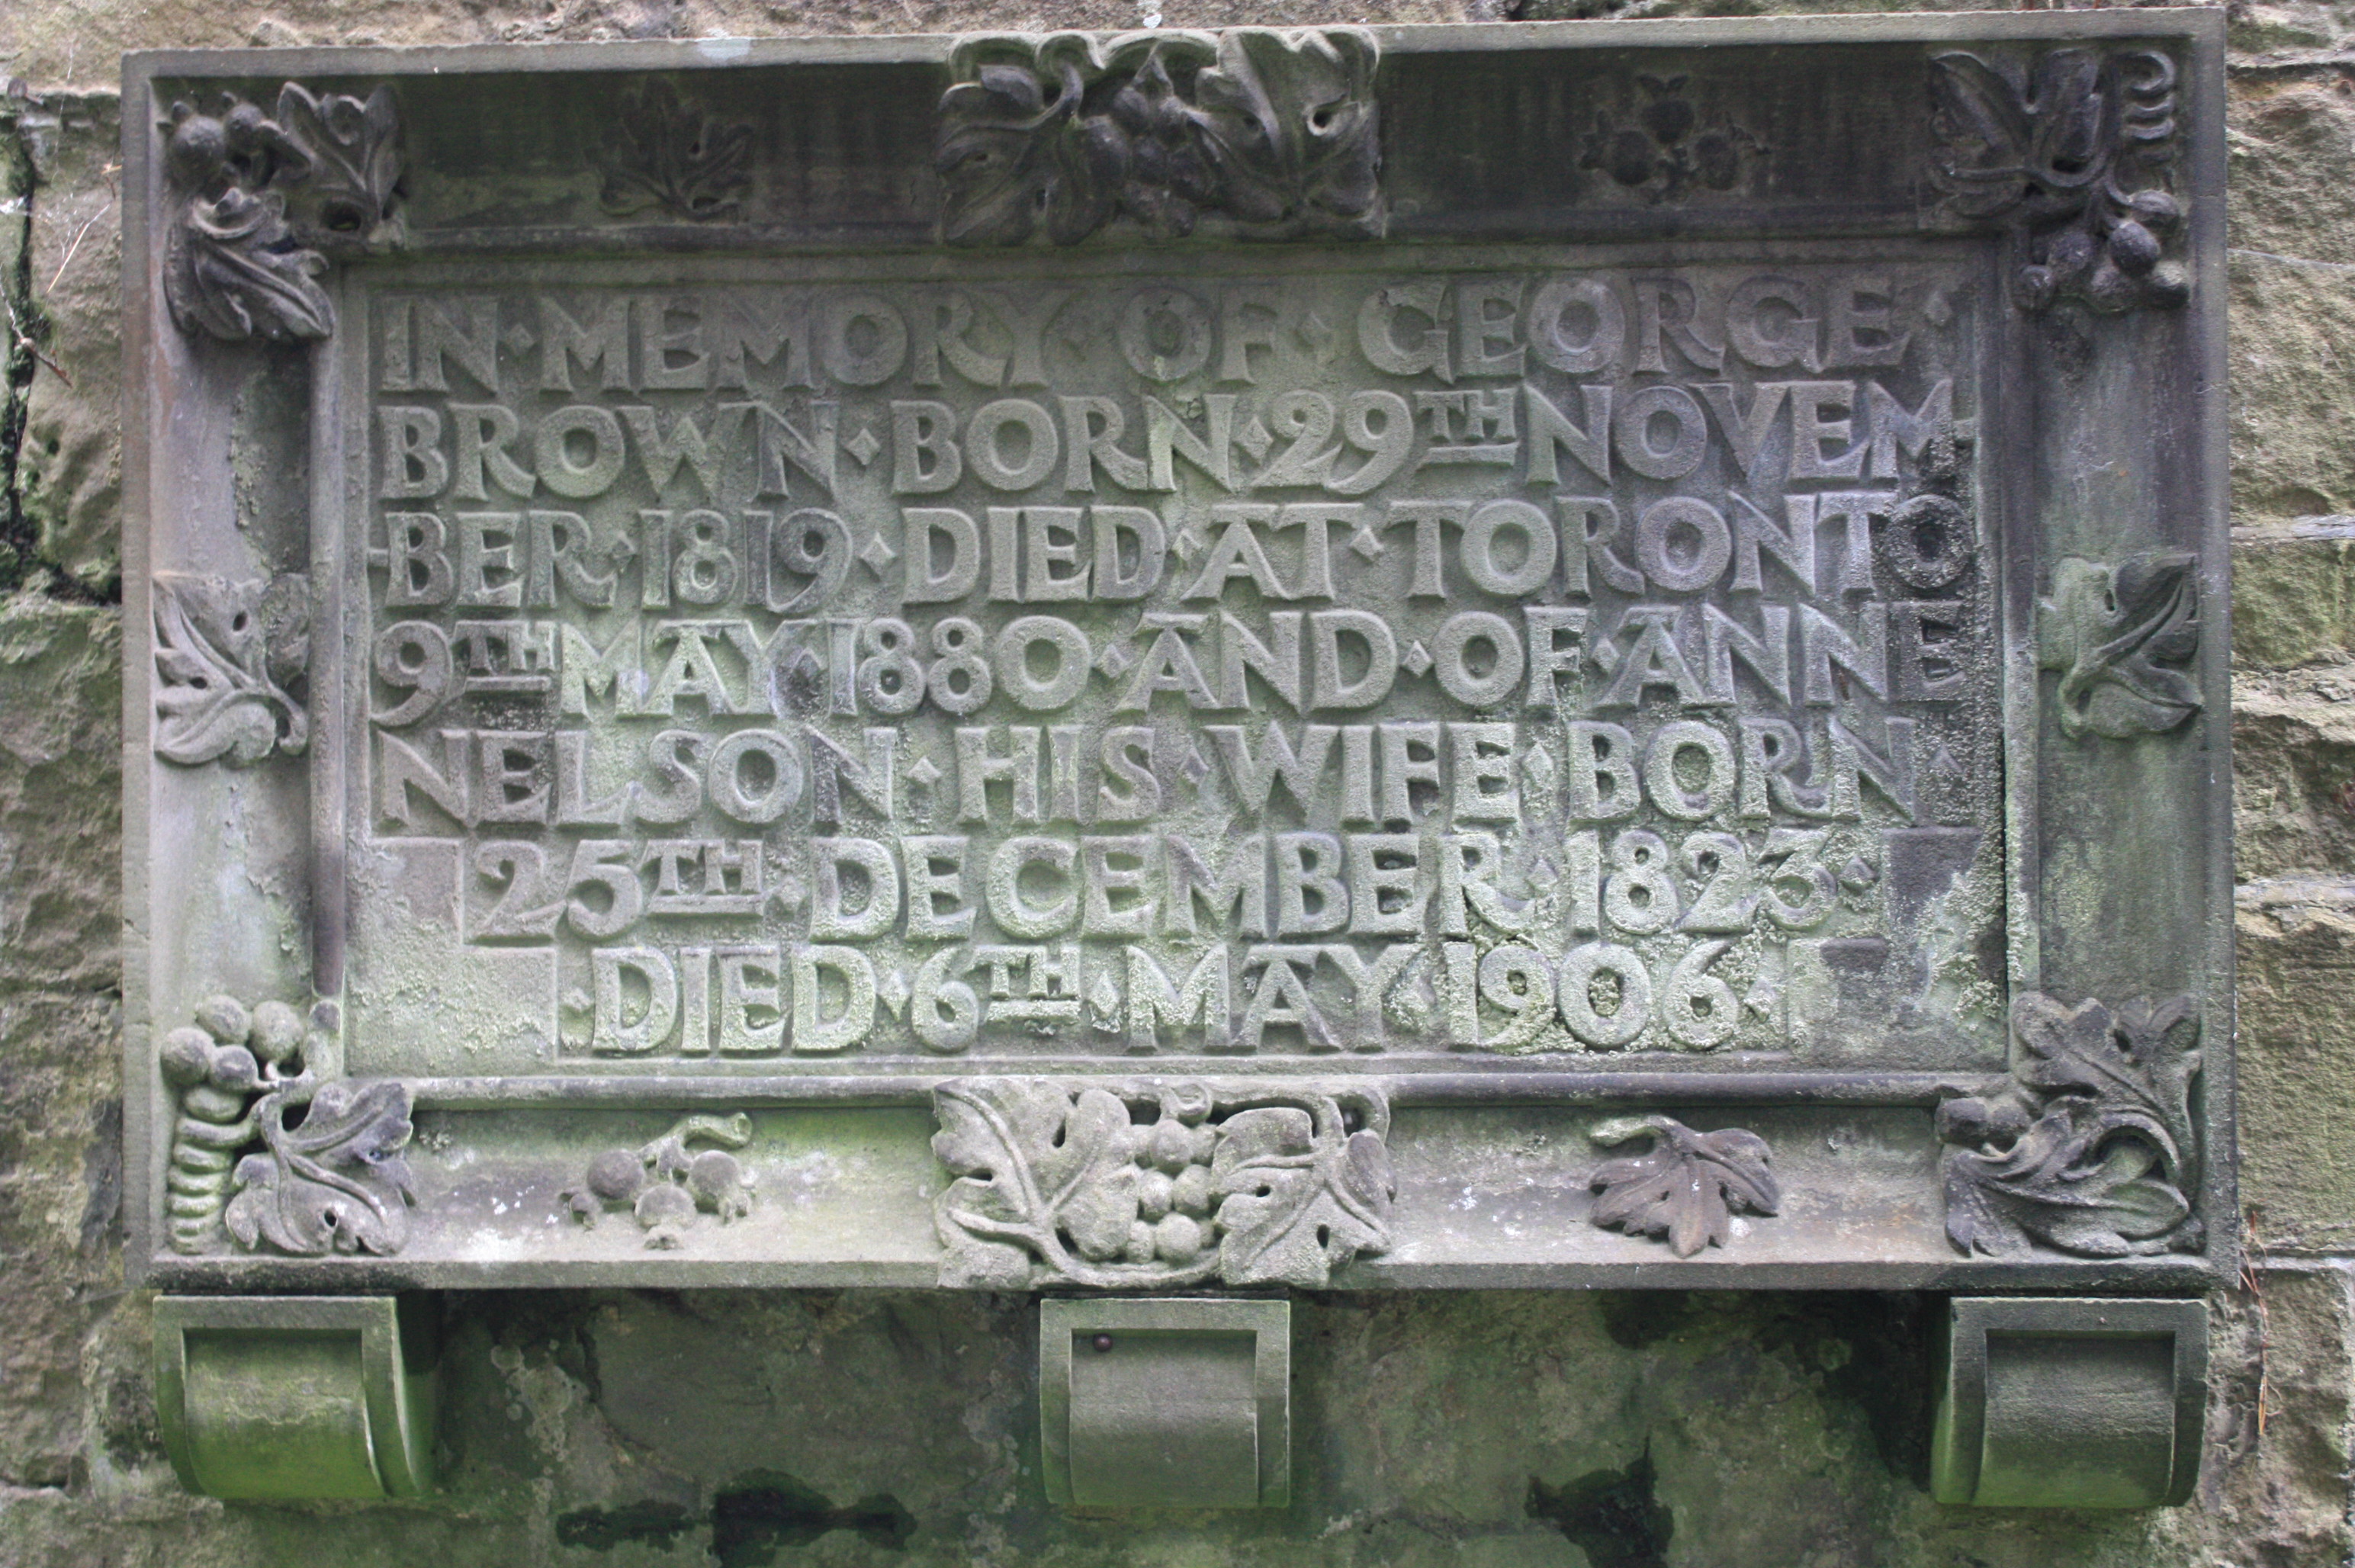 IN·MEMORY·OF·GEORGE·
BROWN·BORN·29TH NOVEM-
-BER·1819·DIED·AT·TORONTO
9TH MAY·1880·AND·OF·ANNE
NELSON·HIS·WIFE·BORN·
25TH·DECEMBER·1823·
·DIED·6TH·MAY·1906·